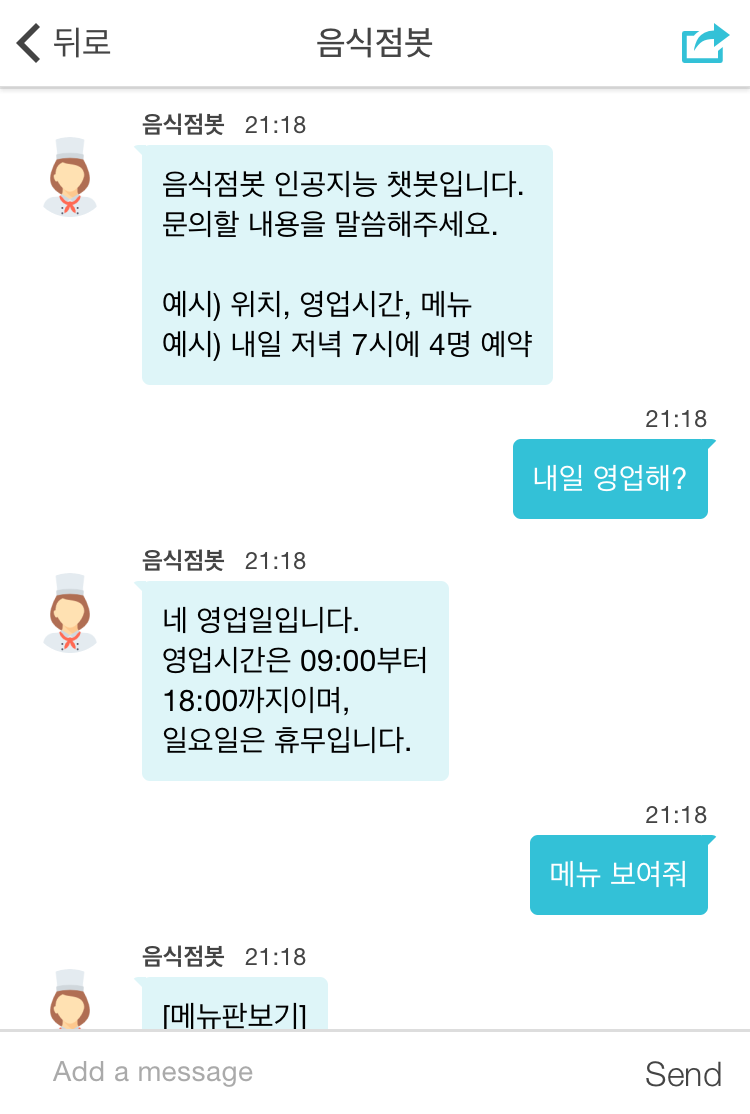 뒤로 음식점봇
음식점봇 21:18
음식점봇 인공지능 챗봇입니다.
문의할 내용을 말씀해주세요.
예시) 위치, 영업시간, 메뉴
예시) 내일 저녁 7시에 4명 예약
21:18
내일 영업해?
음식점봇 21:18
네 영업일입니다.
영업시간은 09:00부터
18:00까지이며,
일요일은 휴무입니다.
21:18
메뉴 보여줘
음식점봇 21:18
[메뉴판보기]
Add a message Send